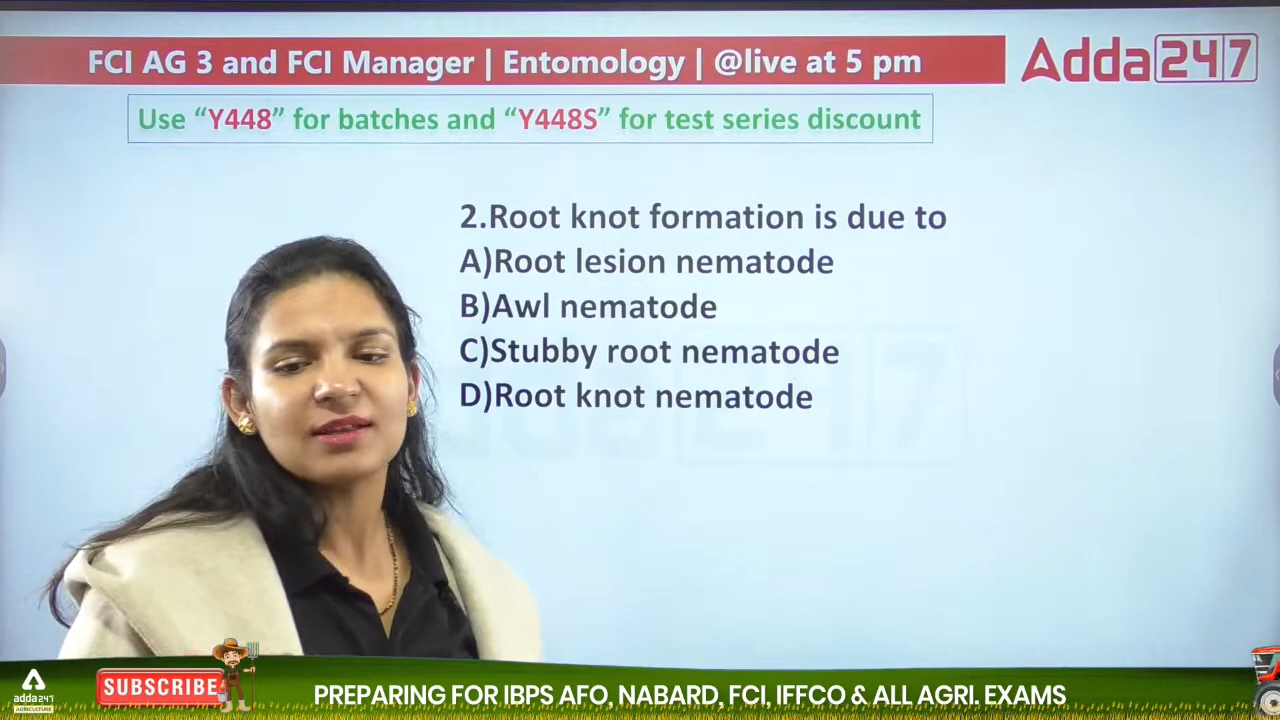 FCI AG 3 and FCI Manager | Entomology | @live at 5 pm
Adda247
Use “Y448” for batches and “Y448S” for test series discount
2.Root knot formation is due to
A)Root lesion nematode
B)Awl nematode
C)Stubby root nematode
D)Root knot nematode
adda247
AGRICULTURE
SUBSCRIBE
PREPARING FOR IBPS AFO, NABARD, FCI, IFFCO & ALL AGRI. EXAMS